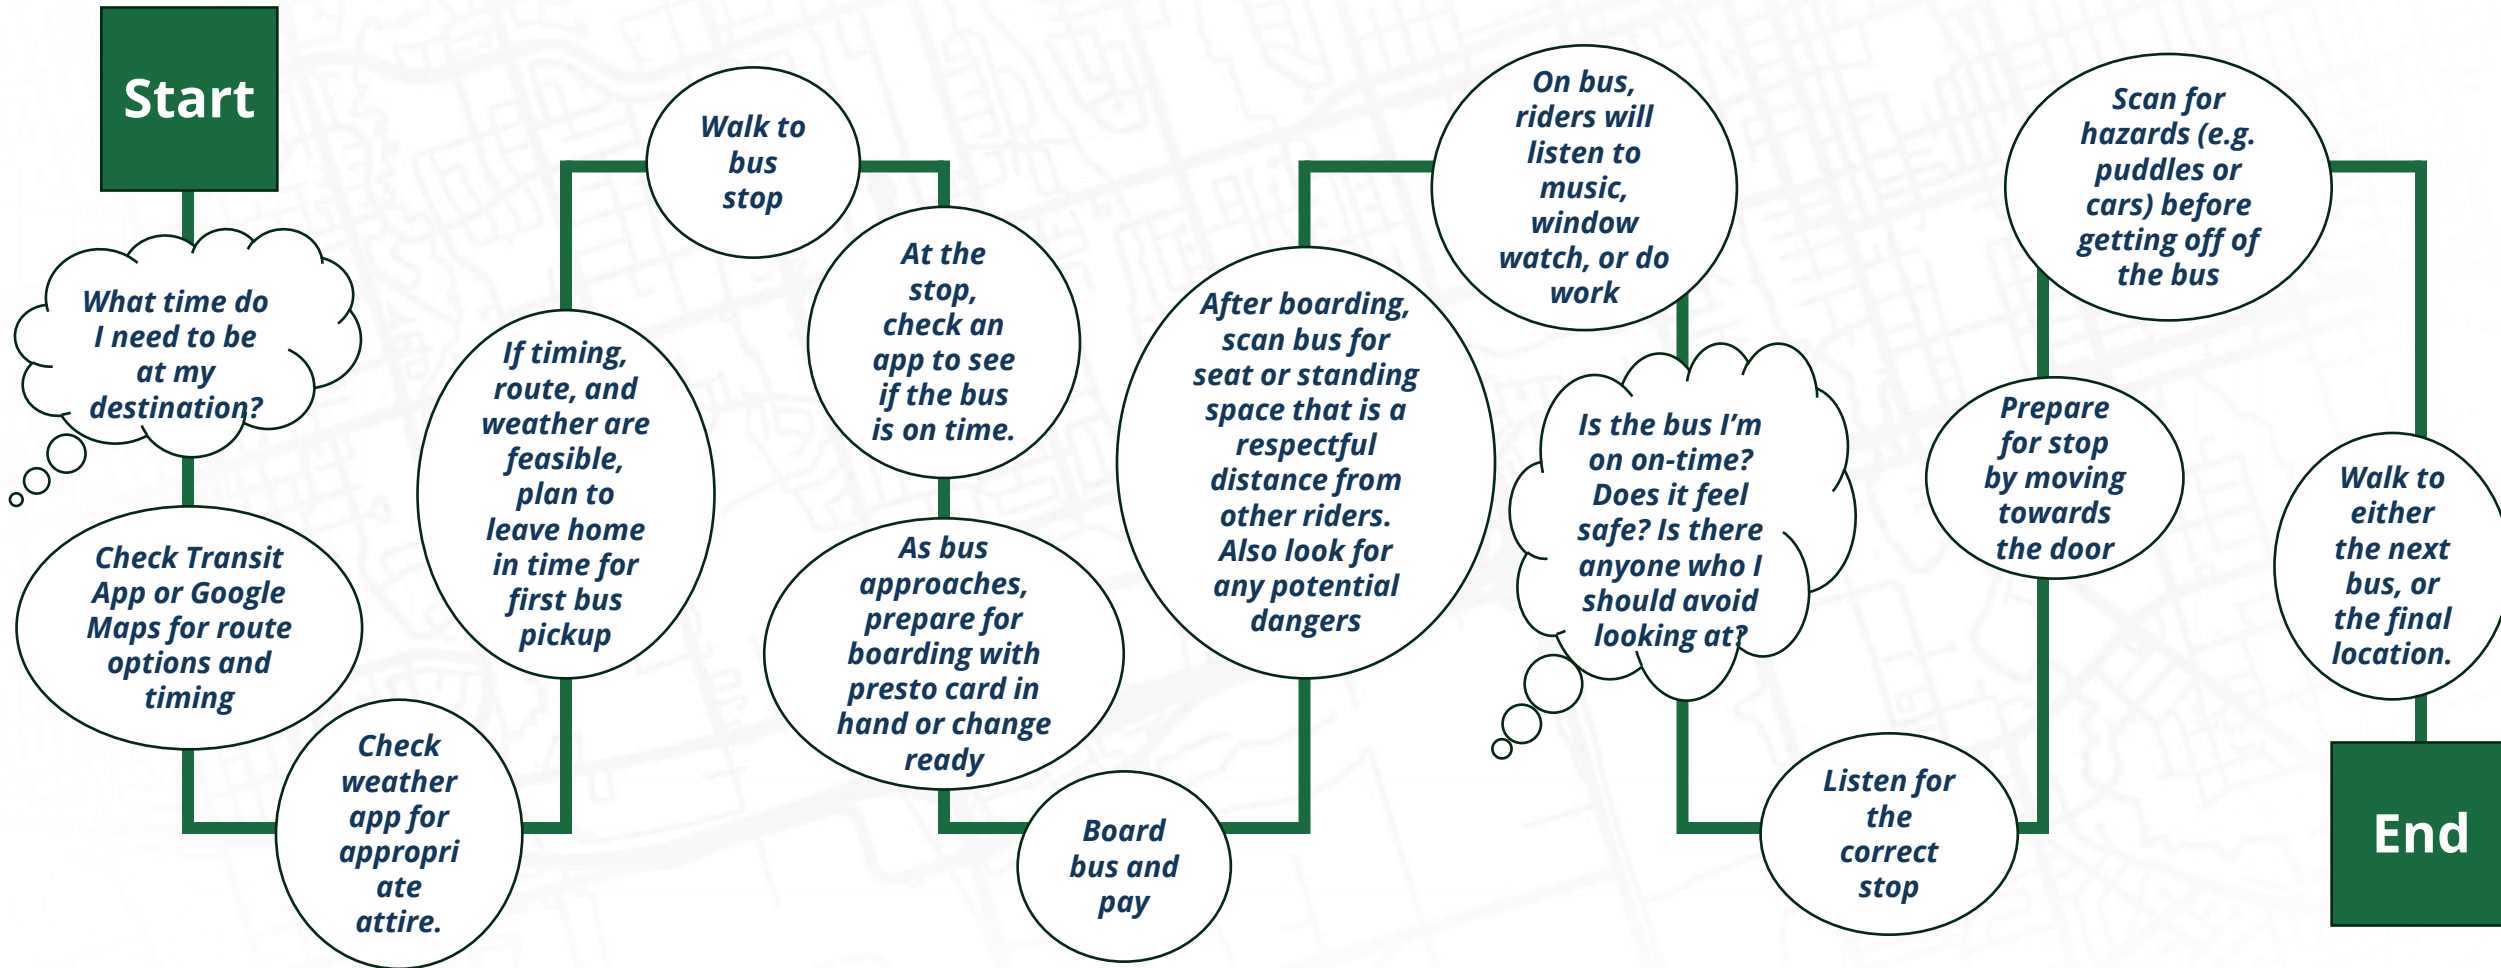 Start
What time do
I need to be
at my
destination?
Check Transit
App or Google
Maps for route
options and
timing
Check
weather
app for
appropri
ate
attire.
If timing,
route, and
weather are
feasible,
plan to
leave home
in time for
first bus
pickup
Walk to
bus
stop
At the
stop,
check an
app to see
if the bus
is on time.
As bus
approaches,
prepare for
boarding with
presto card in
hand or change
ready
Board
bus and
pay
After boarding,
scan bus for
seat or standing
space that is a
respectful
distance from
other riders.
Also look for
any potential
dangers
On bus,
riders will
listen to
music,
window
watch, or do
work
Is the bus I’m
on on-time?
Does it feel
safe? Is there
anyone who I
should avoid
looking at?
Listen for
the
correct
stop
Prepare
for stop
by moving
towards
the door
Scan for
hazards (e.g.
puddles or
cars) before
getting off of
the bus
Walk to
either
the next
bus, or
the final
location.
End